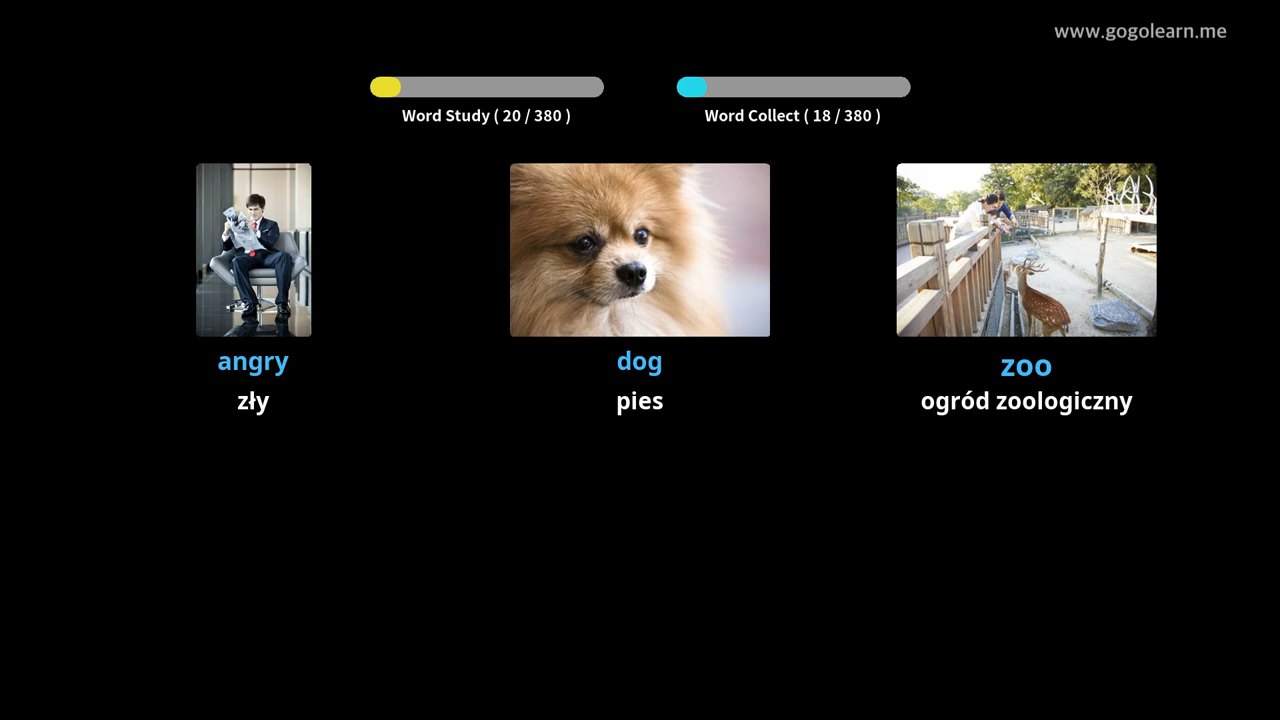 www.gogolearn.me
Word Study ( 20 / 380 )
Word Collect ( 18 / 380 )
angry
dog
zoo
zły
pies
ogród zoologiczny